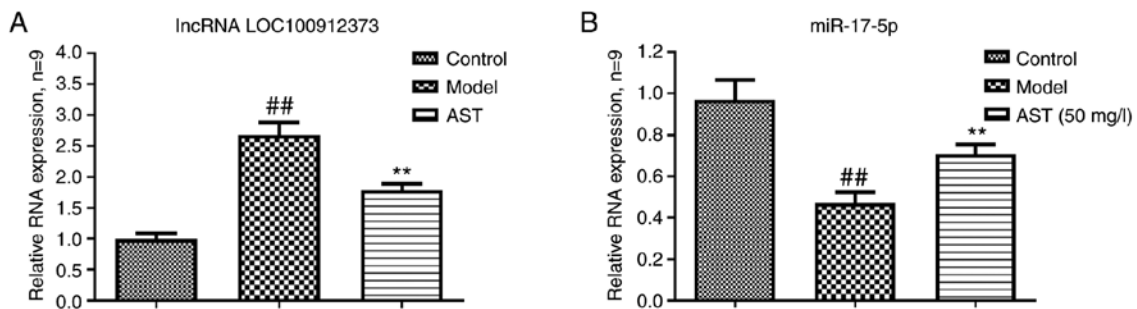 A
lncRNA LOC100912373
Relative RNA expression, n=9
4.0
3.5
3.0
2.5
2.0
1.5
1.0
0.5
0.0
##
**
Control
Model
AST
B
miR-17-5p
Relative RNA expression, n=9
1.2
1.0
0.8
0.6
0.4
0.2
0.0
##
**
Control
Model
AST (50 mg/l)